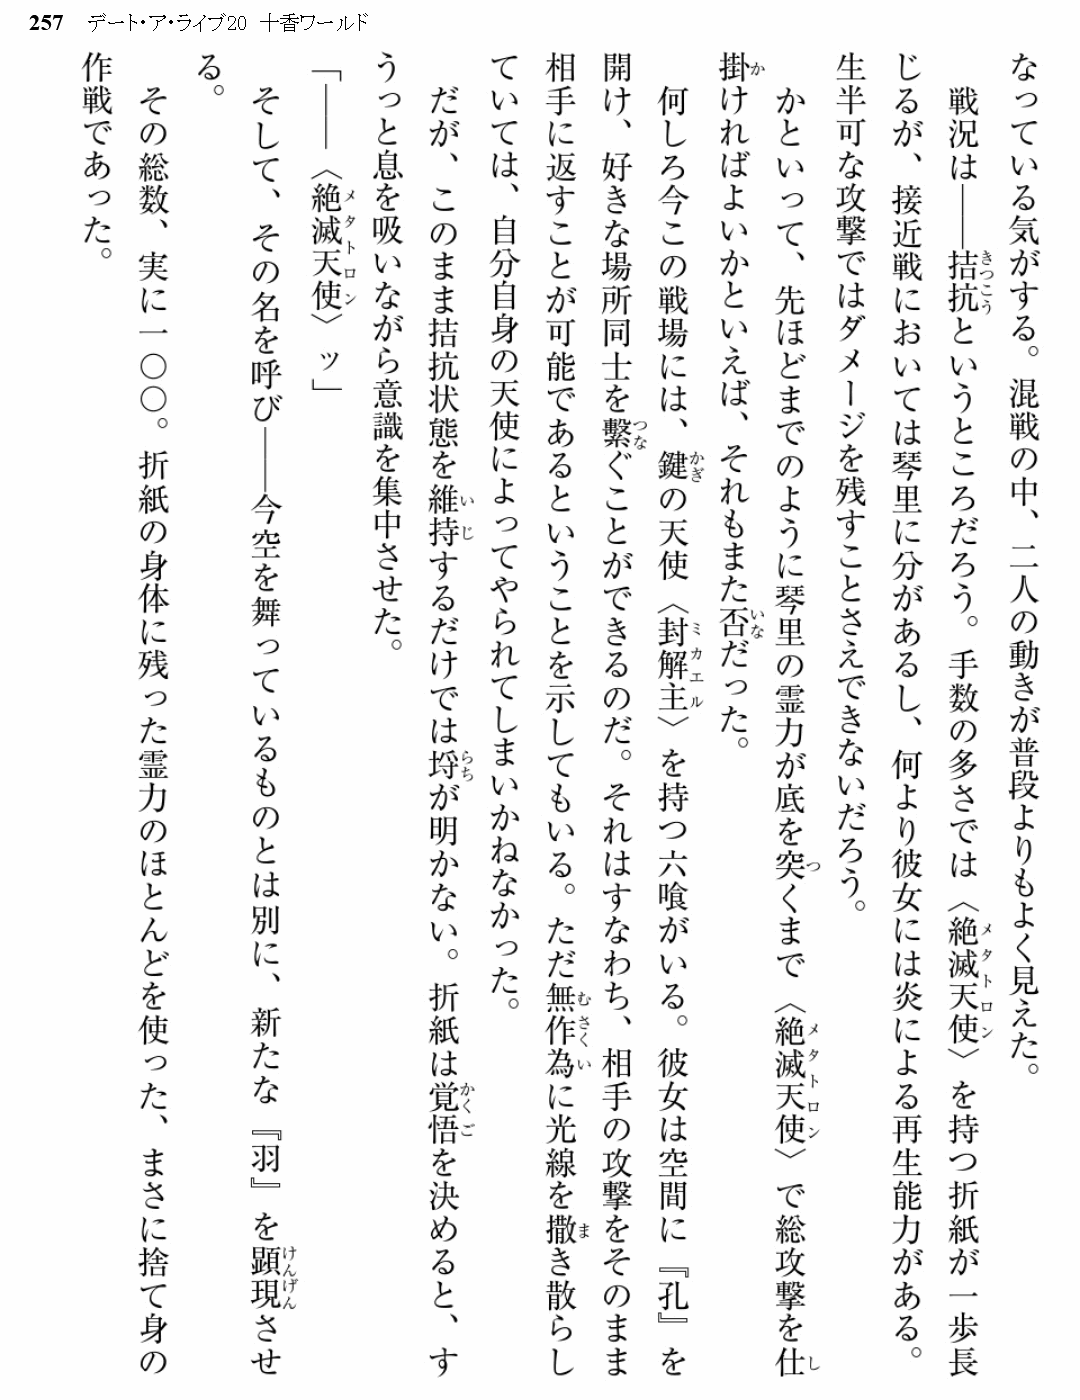 257 デート・ア・ライブ20 十香ワールド
なっている気がする。混戦の中、二人の動きが普段よりもよく見えた。
戦況は――拮抗というところだろう。手数の多さでは〈絶滅天使〉を持つ折紙が一歩長
じるが、接近戦においては琴里に分があるし、何より彼女には炎による再生能力がある。
生半可な攻撃ではダメージを残すことさえできないだろう。
かといって、先ほどまでのように琴里の霊力が底を突くまで〈絶滅天使〉で総攻撃を仕
掛ければよいかといえば、それもまた否だった。
何しろ今この戦場には、鍵の天使〈封解主〉を持つ六喰がいる。彼女は空間に『孔』を
開け、好きな場所同士を繫ぐことができるのだ。それはすなわち、相手の攻撃をそのまま
相手に返すことが可能であるということを示してもいる。ただ無作為に光線を撒き散らし
ていては、自分自身の天使によってやられてしまいかねなかった。
だが、このまま拮抗状態を維持するだけでは埒が明かない。折紙は覚悟を決めると、す
うっと息を吸いながら意識を集中させた。
「――〈絶滅天使〉ッ」
そして、その名を呼び――今空を舞っているものとは別に、新たな『羽』を顕現させ
る。
その総数、実に一〇〇。折紙の身体に残った霊力のほとんどを使った、まさに捨て身の
作戦であった。